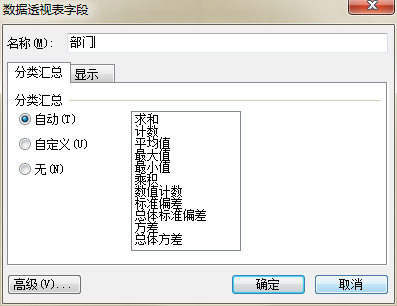 数据透视表字段
名称(M): 部门
分类汇总 显示
分类汇总
自动(T)
自定义(U)
无(N)
求和
计数
平均值
最大值
最小值
乘积
数值计数
标准偏差
总体标准偏差
方差
总体方差
高级(V)... 确定 取消